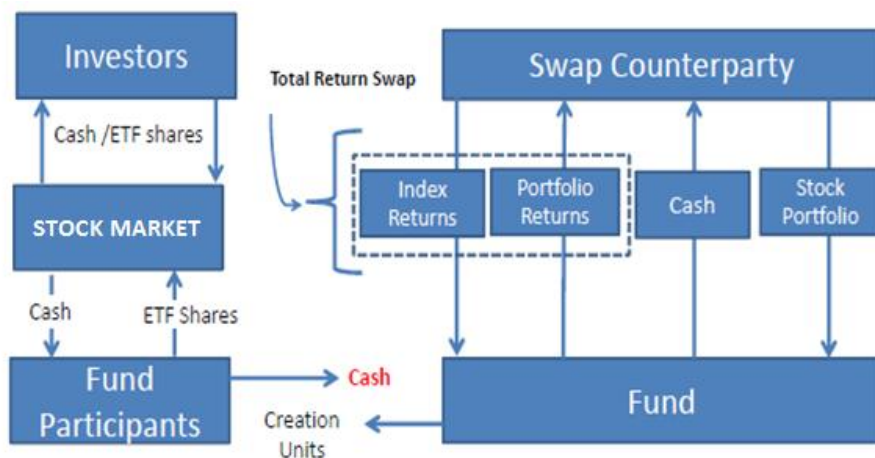 Investors
Swap Counterparty
Total Return Swap
Cash /ETF shares
Index
Returns
Portfolio
Returns
Cash
Stock
Portfolio
STOCK MARKET
Cash
ETF Shares
Fund
Participants
Cash
Creation
Units
Fund